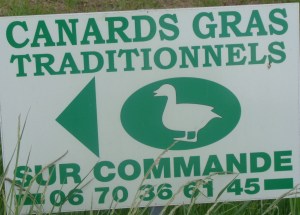 CANARDS GRAS
TRADITIONNELS
SUR COMMANDE
06 70 36 61 45